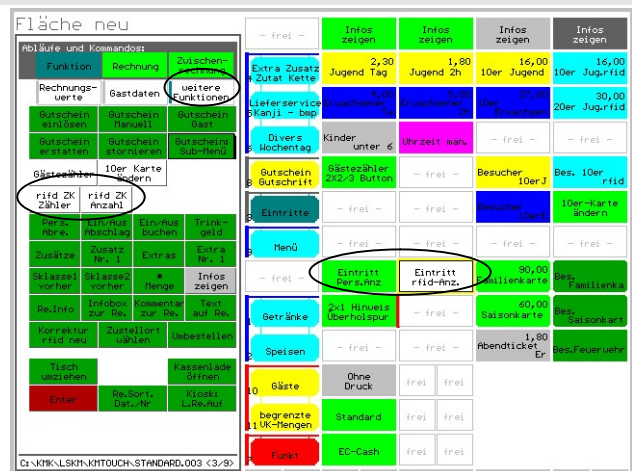 Fläche neu
Abläufe und Kommandos:
Funktion
Rechnung
Zwischen-
rechnung
Rechnungs-
werte
Gastdaten
weitere
Funktionen
Gutschein
einlösen
Gutschein
Manuell
Gutschein
Gast
Gutschein
erstatten
Gutschein
stornieren
Gutschein:
Sub-Menü
Gästezähler
10er Karte
ändern
rifd ZK
Zähler
rifd ZK
Anzahl
Pers.
Abre.
Ein/Aus
Abschlag
Ein/Aus
buchen
Trink-
geld
Zusätze
Zusatz
Nr. 1
Extras
Extra
Nr. 1
Sklasse1
vorher
Sklasse2
vorher
*
Menge
Infos
zeigen
Re.Info
Infobox
zur Re.
Kommentar
zur Re.
Text
auf Re.
Korrektur
rfid neu
Zustellort
wählen
Umbestellen
Tisch
umziehen
Kassenlade
öffnen
Enter
Re.Sort.
Dat./Nr
Kiosk:
L.Re.Auf
C:\KMK\LSKM\KMTOUCH\STANDARD.003 <3/9>
- frei -
Infos
zeigen
Infos
zeigen
Infos
zeigen
Infos
zeigen
Extra Zusatz
Zutat Kette
2,30
Jugend Tag
1,80
Jugend 2h
16,00
10er Jugend
16,00
10er Jug.rfid
Lieferservice
Kanji - bmp
27,00
10er
Erwachsen
30,00
20er Jug.rfid
Divers
Wochentag
Kinder
unter 6
Uhrzeit man.
- frei -
- frei -
Gutschein
8 Gutschrift
Gästezähler
2X2/3 Button
- frei -
Besucher
10erJ
Bes. 10er
rfid
Eintritte
- frei -
- frei -
Besucher
10erE
10er-Karte
ändern
Menü
- frei -
- frei -
- frei -
- frei -
- frei -
Eintritt
Pers.Anz
Eintritt
rfid-Anz.
90,00
Familienkarte
Bes.
Familienka
Getränke
2x1 Hinweis
Überholspur
- frei -
60,00
Saisonkarte
Bes.
Saisonkart
Speisen
- frei -
- frei -
1,80
Abendticket
Er
Bes.Feuerwehr
10 Gäste
Ohne
Druck
frei
frei
begrenzte
11 VK-Mengen
Standard
frei
frei
Funkt
EC-Cash
frei
frei